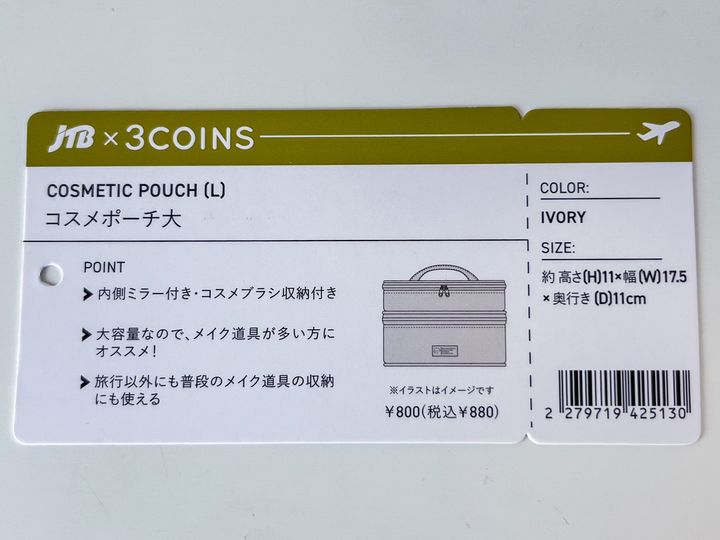 JTB × 3COINS
COSMETIC POUCH (L)
コスメポーチ大
POINT
内側ミラー付き・コスメブラシ収納付き
大容量なので、メイク道具が多い方に
オススメ!
旅行以外にも普段のメイク道具の収納
にも使える
※イラストはイメージです
¥800(税込¥880)
COLOR:
IVORY
SIZE:
約 高さ(H)11×幅(W)17.5
×奥行き(D)11cm
2 279719 425130